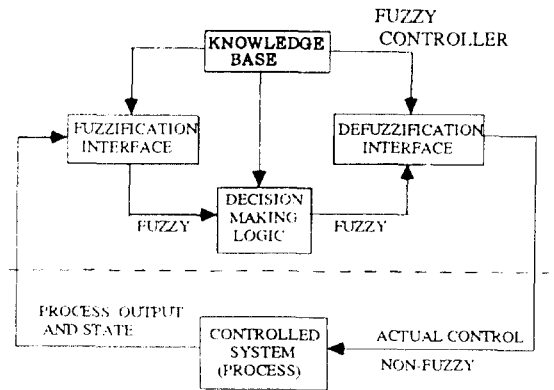 FUZZY
CONTROLLER
KNOWLEDGE
BASE
FUZZIFICATION
INTERFACE
DEFUZZIFICATION
INTERFACE
DECISION
MAKING
LOGIC
FUZZY
FUZZY
PROCESS OUTPUT
AND STATE
CONTROLLED
SYSTEM
(PROCESS)
ACTUAL CONTROL
NON-FUZZY